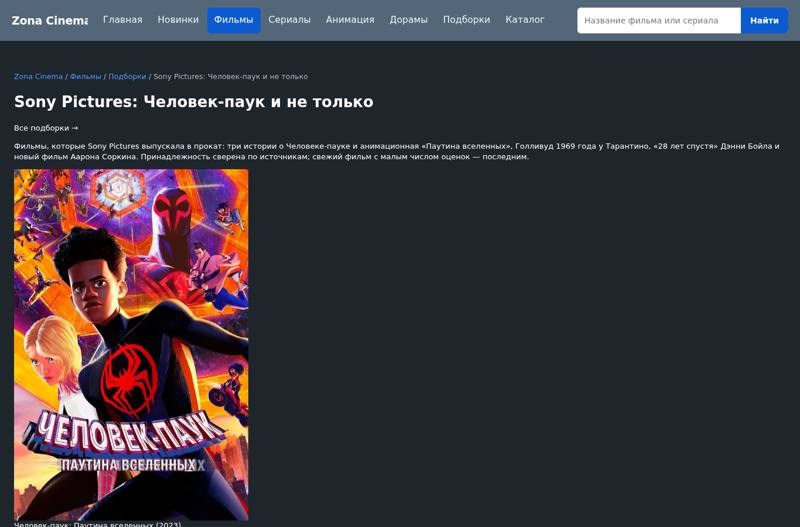 Zona Cinema
Главная Новинки Фильмы Сериалы Анимация Дорамы Подборки Каталог
Название фильма или сериала Найти
Zona Cinema / Фильмы / Подборки / Sony Pictures: Человек-паук и не только
Sony Pictures: Человек-паук и не только
Все подборки →
Фильмы, которые Sony Pictures выпускала в прокат: три истории о Человеке-пауке и анимационная «Паутина вселенных», Голливуд 1969 года у Тарантино, «28 лет спустя» Дэнни Бойла и
новый фильм Аарона Соркина. Принадлежность сверена по источникам; свежий фильм с малым числом оценок — последним.
ЧЕЛОВЕК-ПАУК
ПАУТИНА ВСЕЛЕННЫХ
Человек-паук: Паутина вселенных (2023)